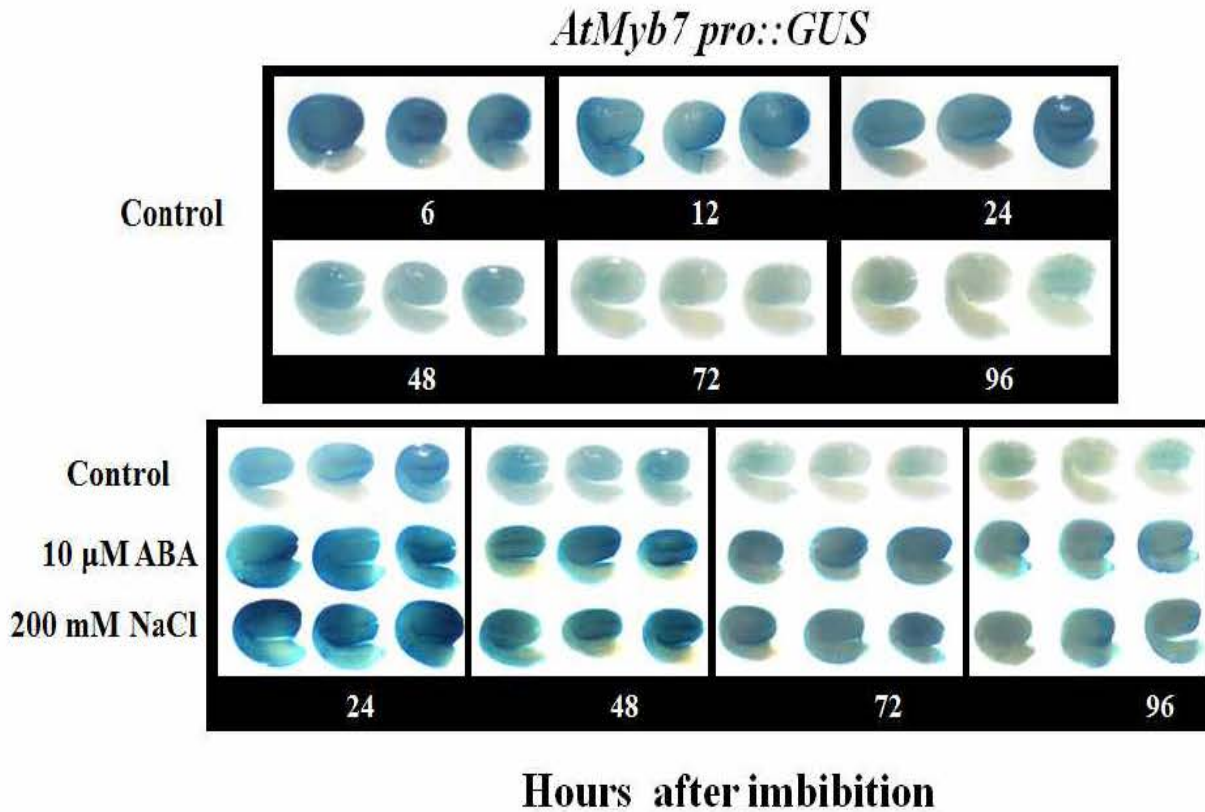 AtMyb7 pro::GUS
Control
6 12 24
48 72 96
Control
10 µM ABA
200 mM NaCl
24 48 72 96
Hours after imbibition